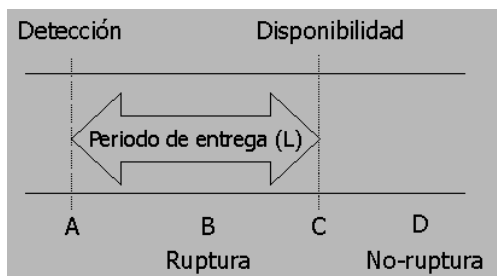 Detección Disponibilidad
Periodo de entrega (L)
A B C D
Ruptura No-ruptura